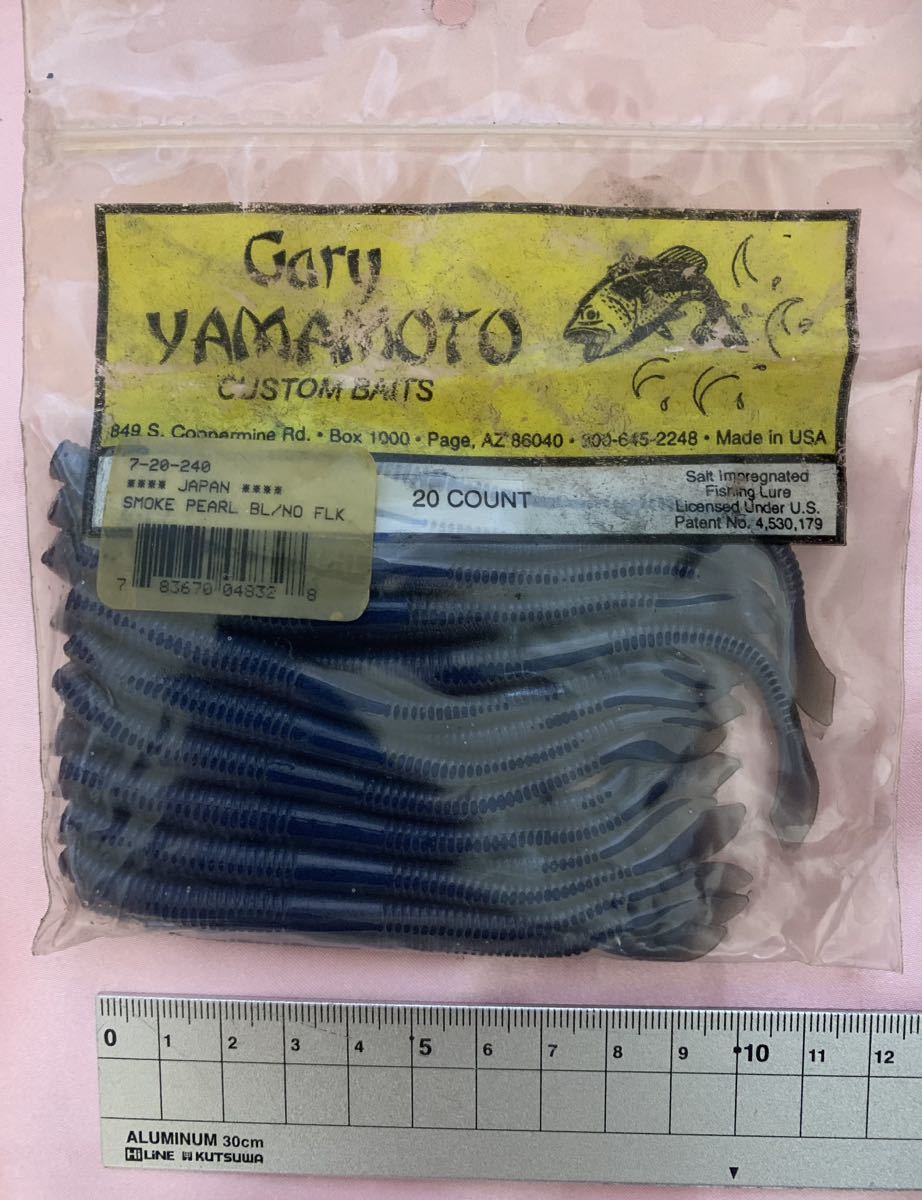 Gary
YAMAMOTO
CUSTOM BAITS
849 S. Coppermine Rd. • Box 1000 • Page, AZ 86040 • 800-645-2248 • Made in USA
7-20-240
**** JAPAN ****
SMOKE PEARL BL/NO FLK
7 83670 04832 8
20 COUNT
Salt Impregnated
Fishing Lure
Licensed Under U.S.
Patent No. 4,530,179
0 1 2 3 4 5 6 7 8 9 10 11 12
ALUMINUM 30cm
Hi LiNE KUTSUWA